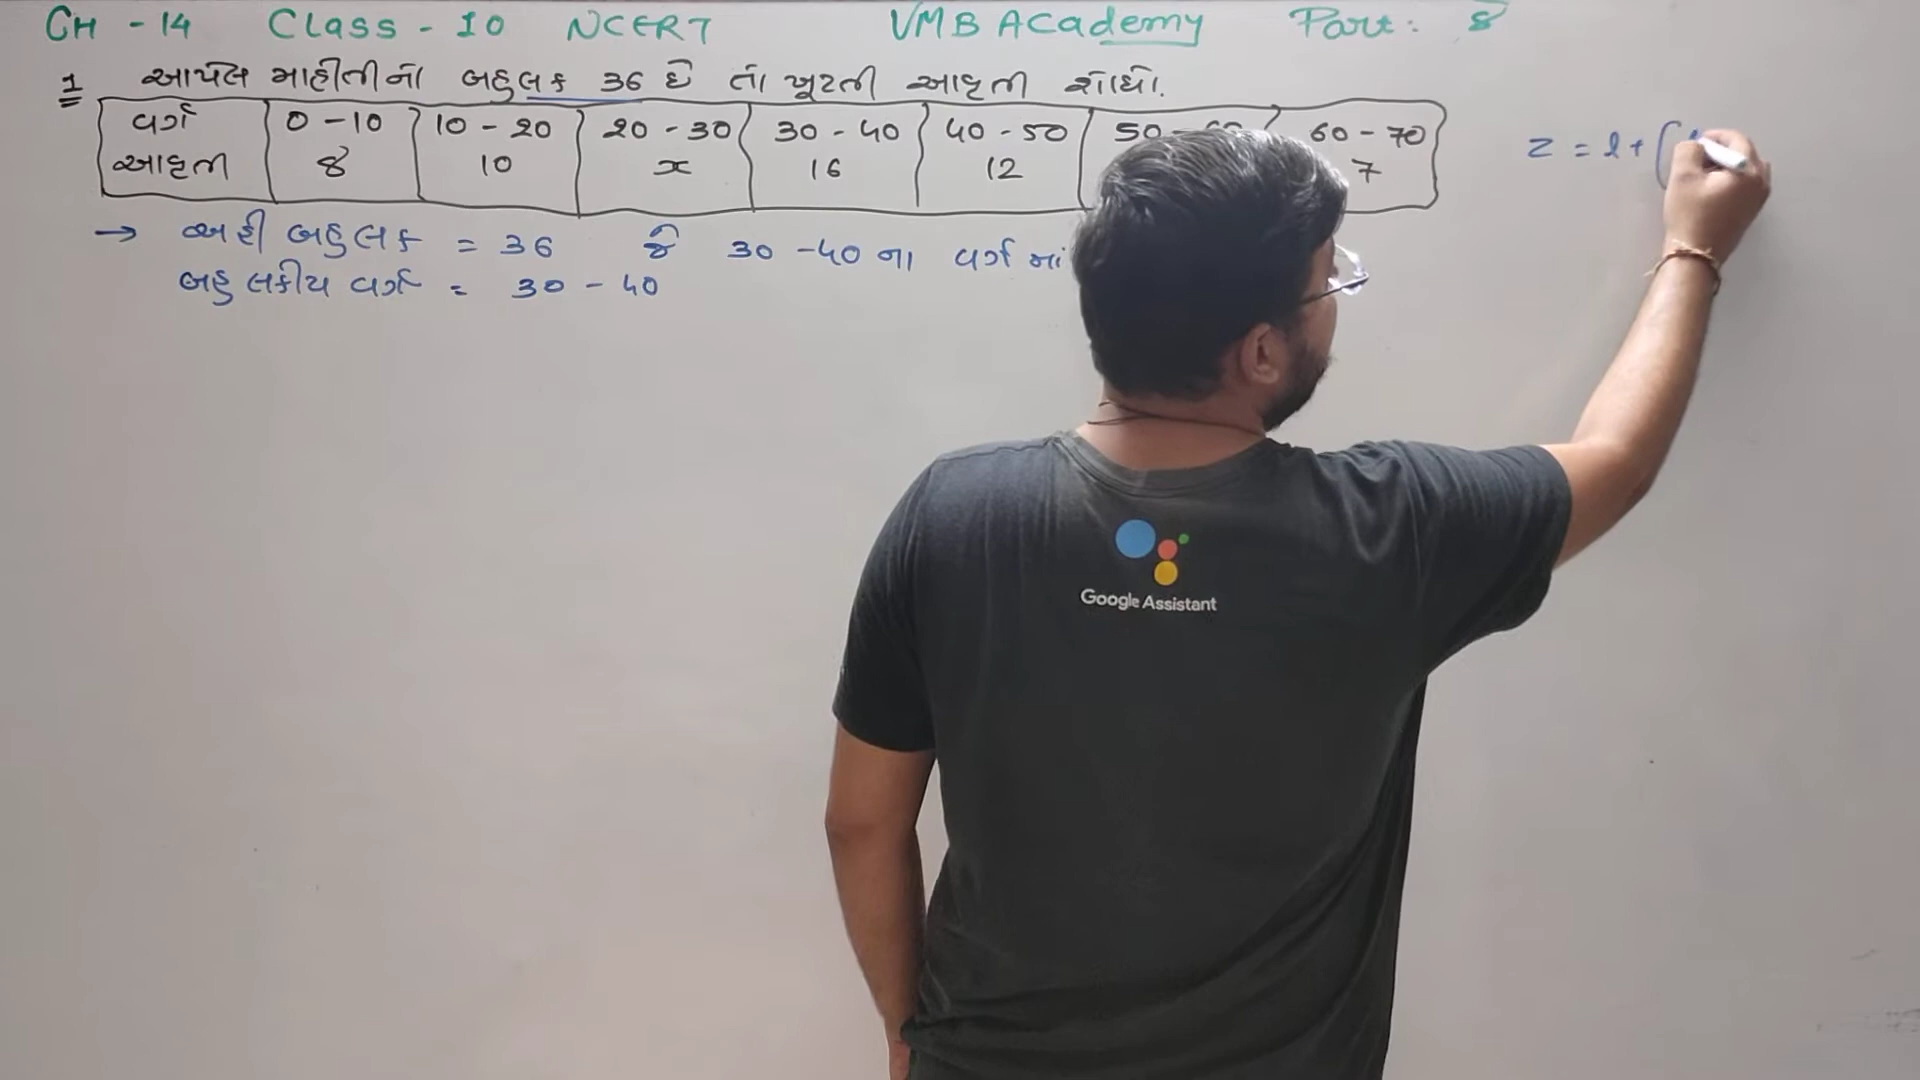 CH - 14 Class - 10 NCERT VMB Academy Part : 8
1 આપેલ માહીતીનો બહુલક 36 છે તો ખૂટતી આવૃતી શોધો.
વર્ગ 0 - 10 10 - 20 20 - 30 30 - 40 40 - 50 50 - 60 60 - 70
આવૃતી 8 10 x 16 12 7
→ અહી બહુલક = 36 જે 30 - 40 ના વર્ગ માં
બહુલકીય વર્ગ = 30 - 40
Z = l + (
Google Assistant